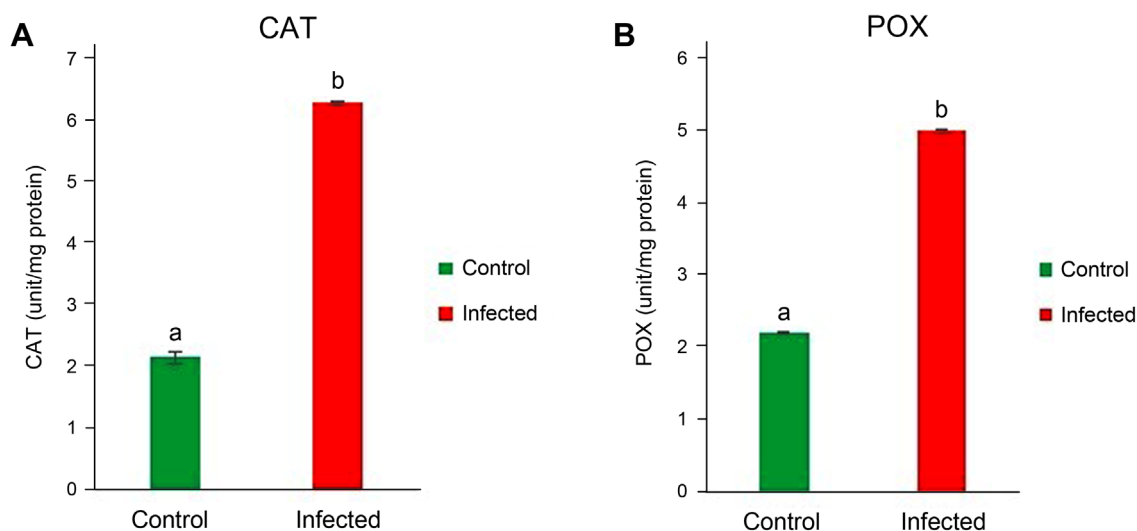 A
CAT
CAT (unit/mg protein)
7
6
5
4
3
2
1
0
a
b
Control
Infected
Control
Infected
B
POX
POX (unit/mg protein)
6
5
4
3
2
1
0
a
b
Control
Infected
Control
Infected